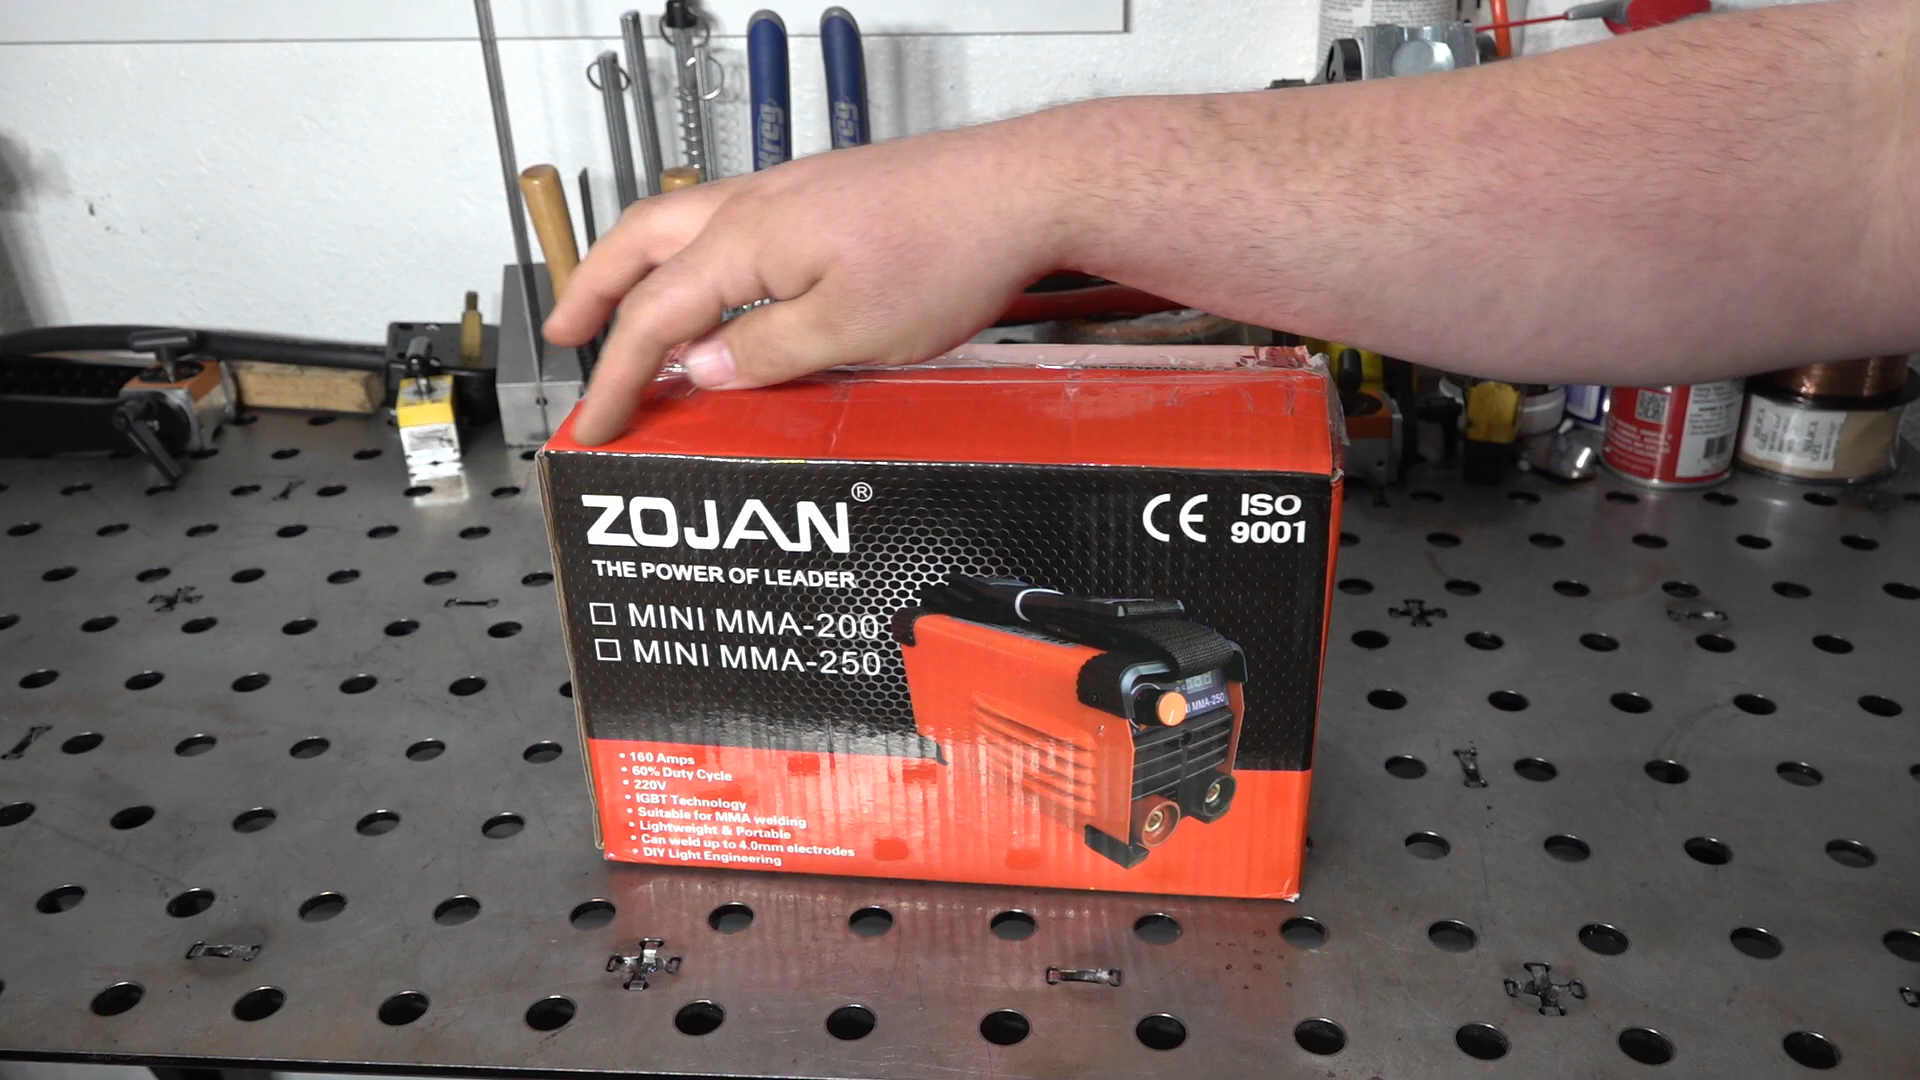 Kreg
Kreg
ZOJAN®
THE POWER OF LEADER
☐ MINI MMA-200
☐ MINI MMA-250
CE
ISO
9001
MMA-250
• 160 Amps
• 60% Duty Cycle
• 220V
• IGBT Technology
• Suitable for MMA welding
• Lightweight & Portable
• Can weld up to 4.0mm electrodes
• DIY Light Engineering